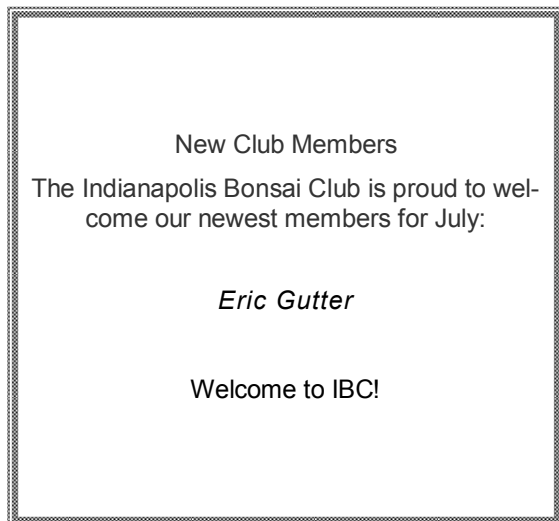 New Club Members
The Indianapolis Bonsai Club is proud to wel-
come our newest members for July:
Eric Gutter
Welcome to IBC!